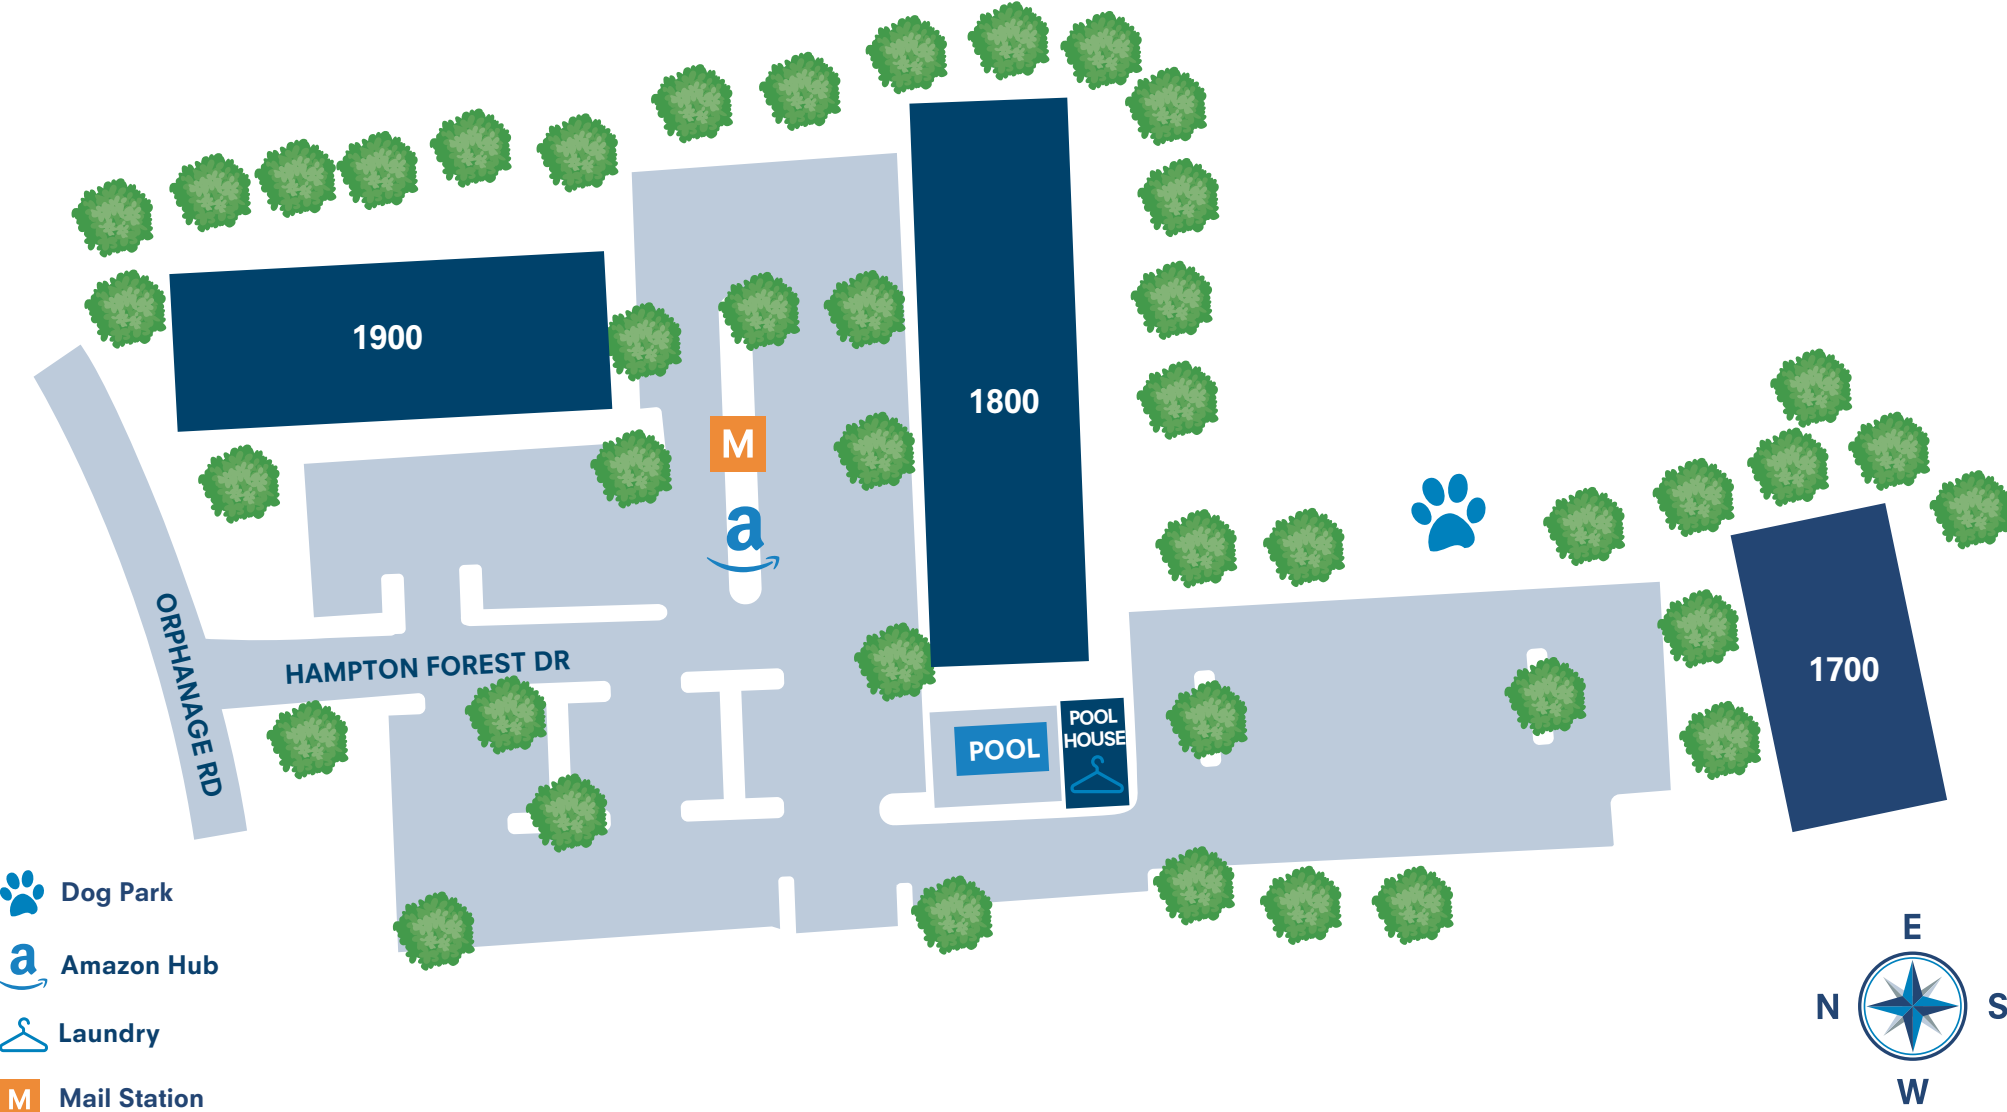 1900
1800
M
a
HAMPTON FOREST DR
ORPHANAGE RD
1700
POOL
POOL
HOUSE
Dog Park
a
Amazon Hub
Laundry
M
Mail Station
E
N
S
W